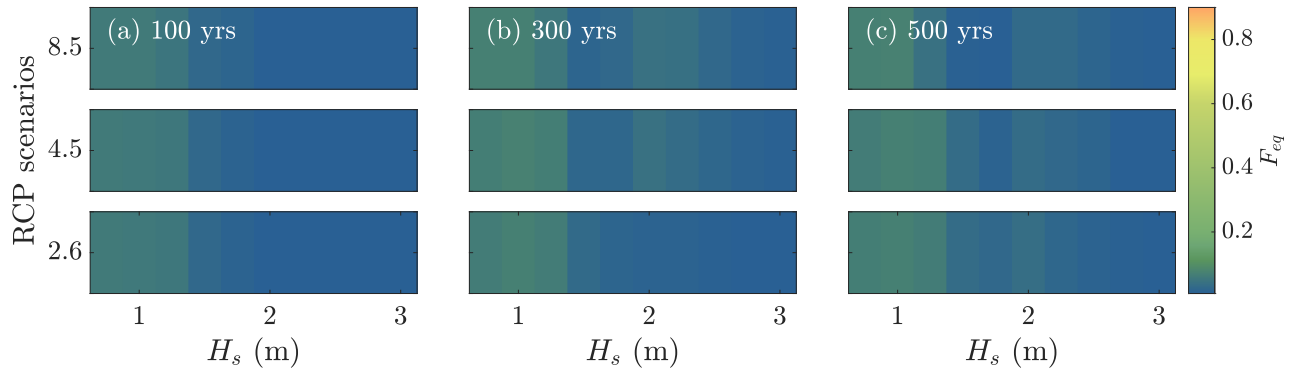 (a) 100 yrs
(b) 300 yrs
(c) 500 yrs
RCP scenarios
8.5
4.5
2.6
1 2 3
1 2 3
1 2 3
H_s (m)
H_s (m)
H_s (m)
0.8
0.6
0.4
0.2
F_eq